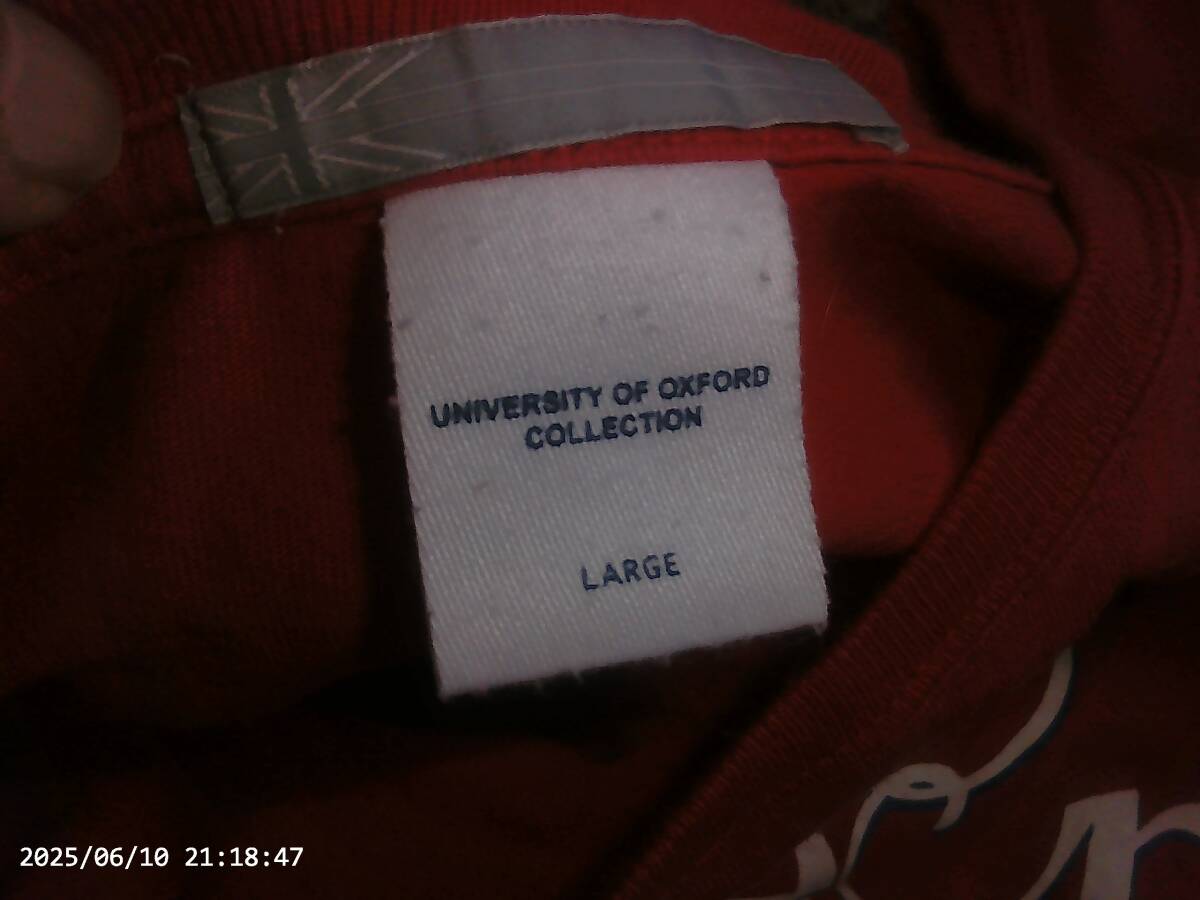 UNIVERSITY OF OXFORD
COLLECTION
LARGE
2025/06/10 21:18:47